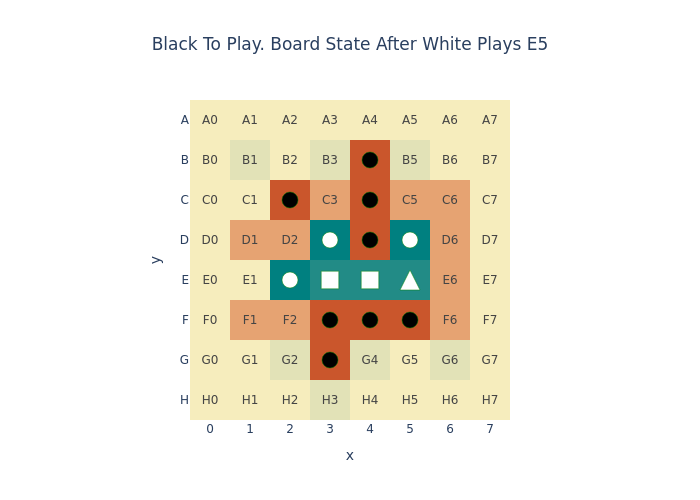 Black To Play. Board State After White Plays E5
A A0 A1 A2 A3 A4 A5 A6 A7
B B0 B1 B2 B3 B5 B6 B7
C C0 C1 C3 C5 C6 C7
D D0 D1 D2 D6 D7
y
E E0 E1 E6 E7
F F0 F1 F2 F6 F7
G G0 G1 G2 G4 G5 G6 G7
H H0 H1 H2 H3 H4 H5 H6 H7
0 1 2 3 4 5 6 7
x